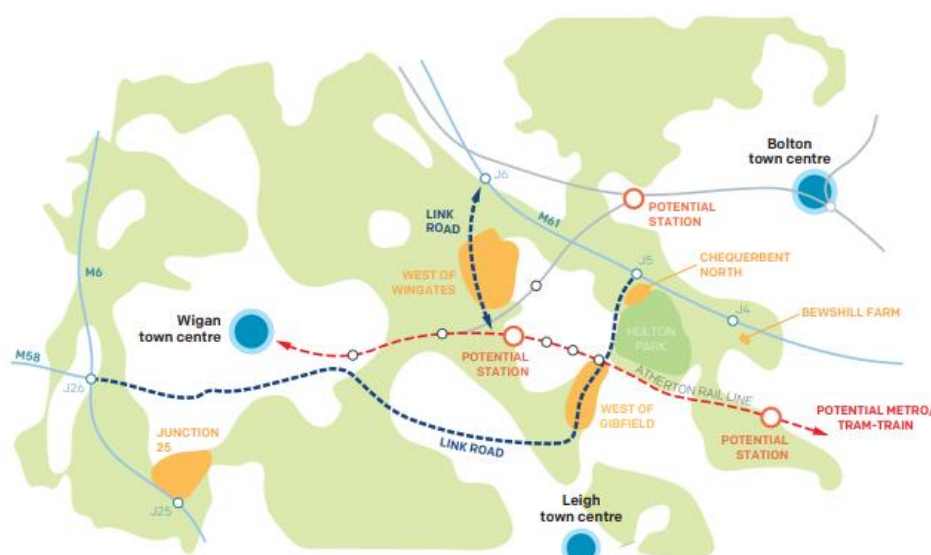 Bolton
town centre
J6
LINK
ROAD
M61
POTENTIAL
STATION
M6
WEST OF
WINGATES
J5
CHEQUERBENT
NORTH
Wigan
town centre
J4
BEWSHILL FARM
HULTON
PARK
M58
POTENTIAL
STATION
J26
ATHERTON RAIL LINE
WEST OF
GIBFIELD
POTENTIAL METRO/
TRAM-TRAIN
JUNCTION
25
LINK ROAD
POTENTIAL
STATION
J25
Leigh
town centre